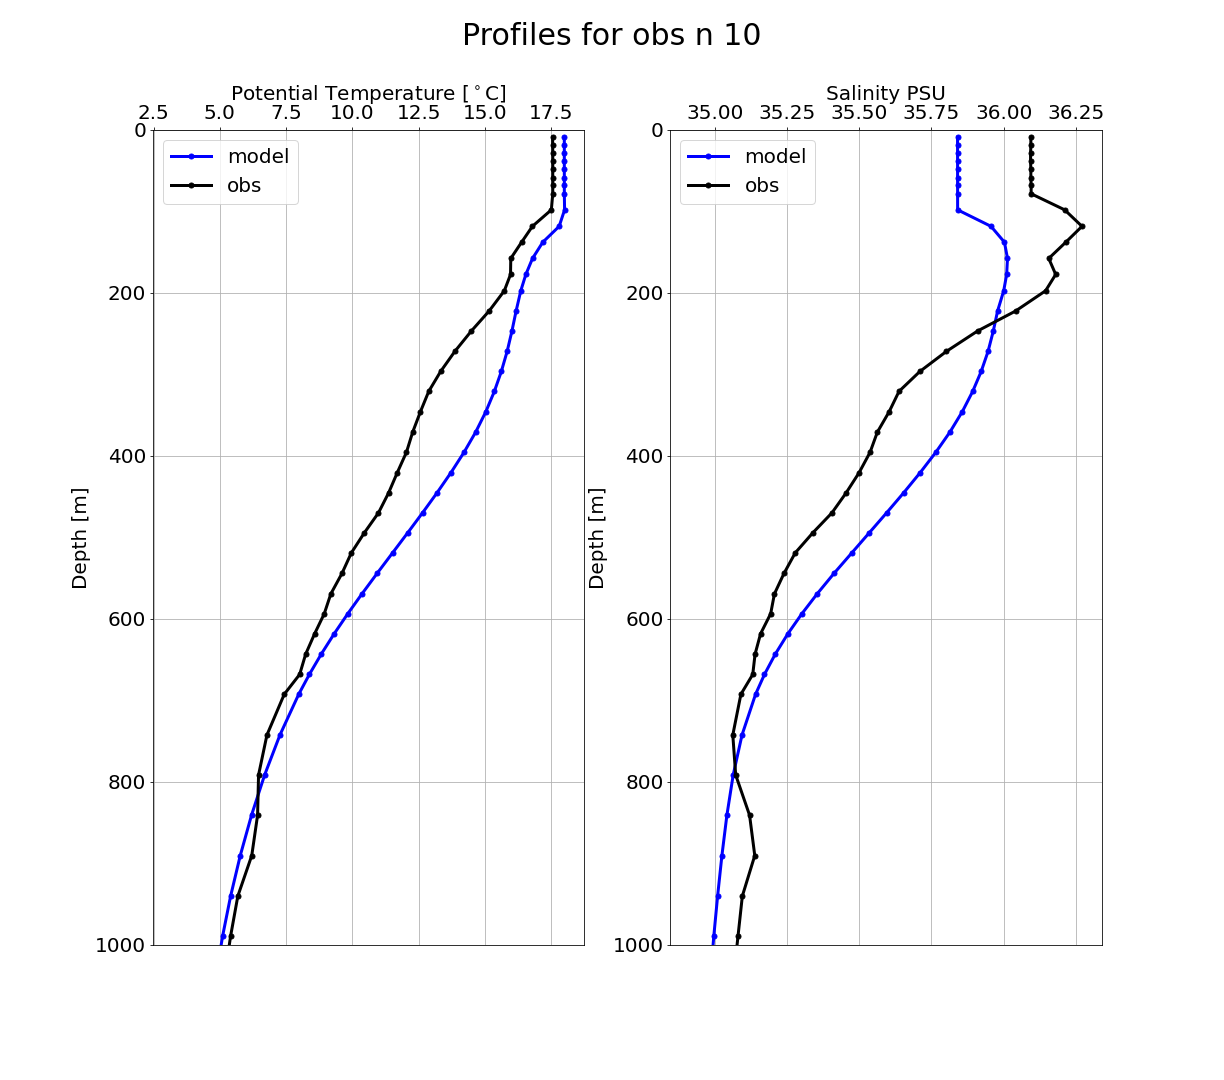 Profiles for obs n 10
Potential Temperature [°C]
2.5 5.0 7.5 10.0 12.5 15.0 17.5
Salinity PSU
35.00 35.25 35.50 35.75 36.00 36.25
model
obs
model
obs
0
200
400
600
800
1000
Depth [m]
0
200
400
600
800
1000
Depth [m]